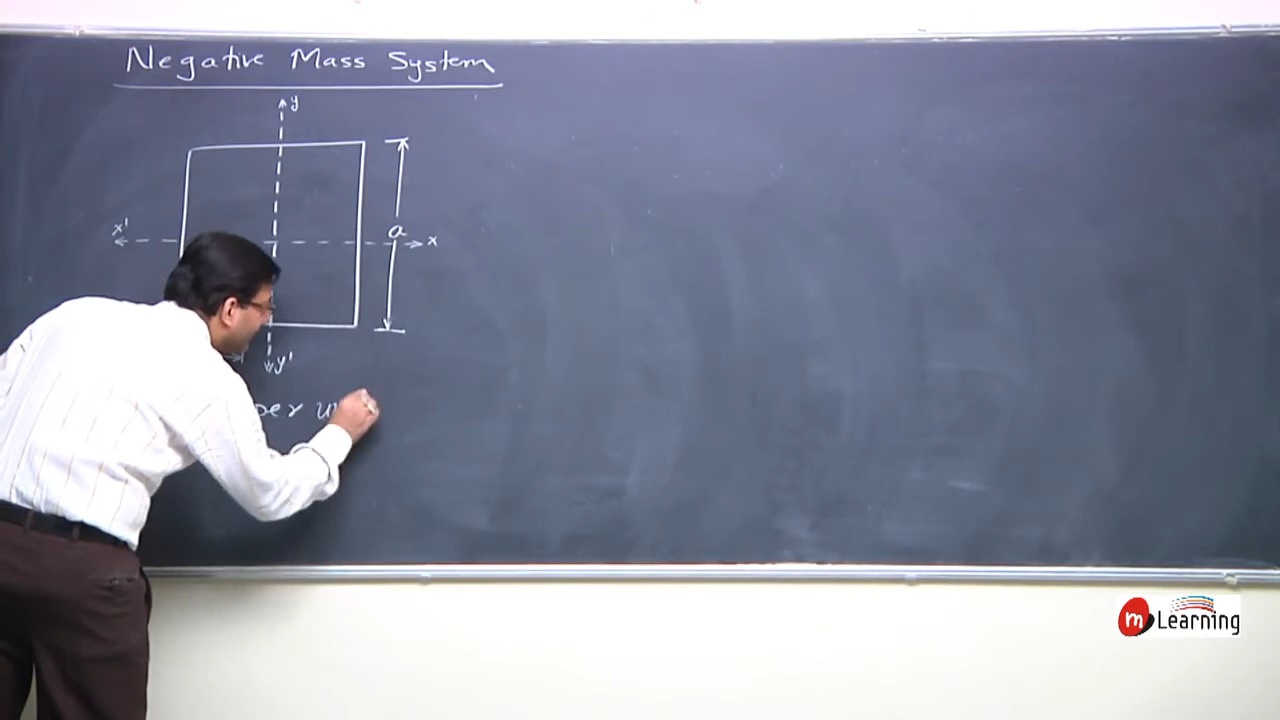 Negative Mass System
y
x'
a
x
y'
per
m Learning